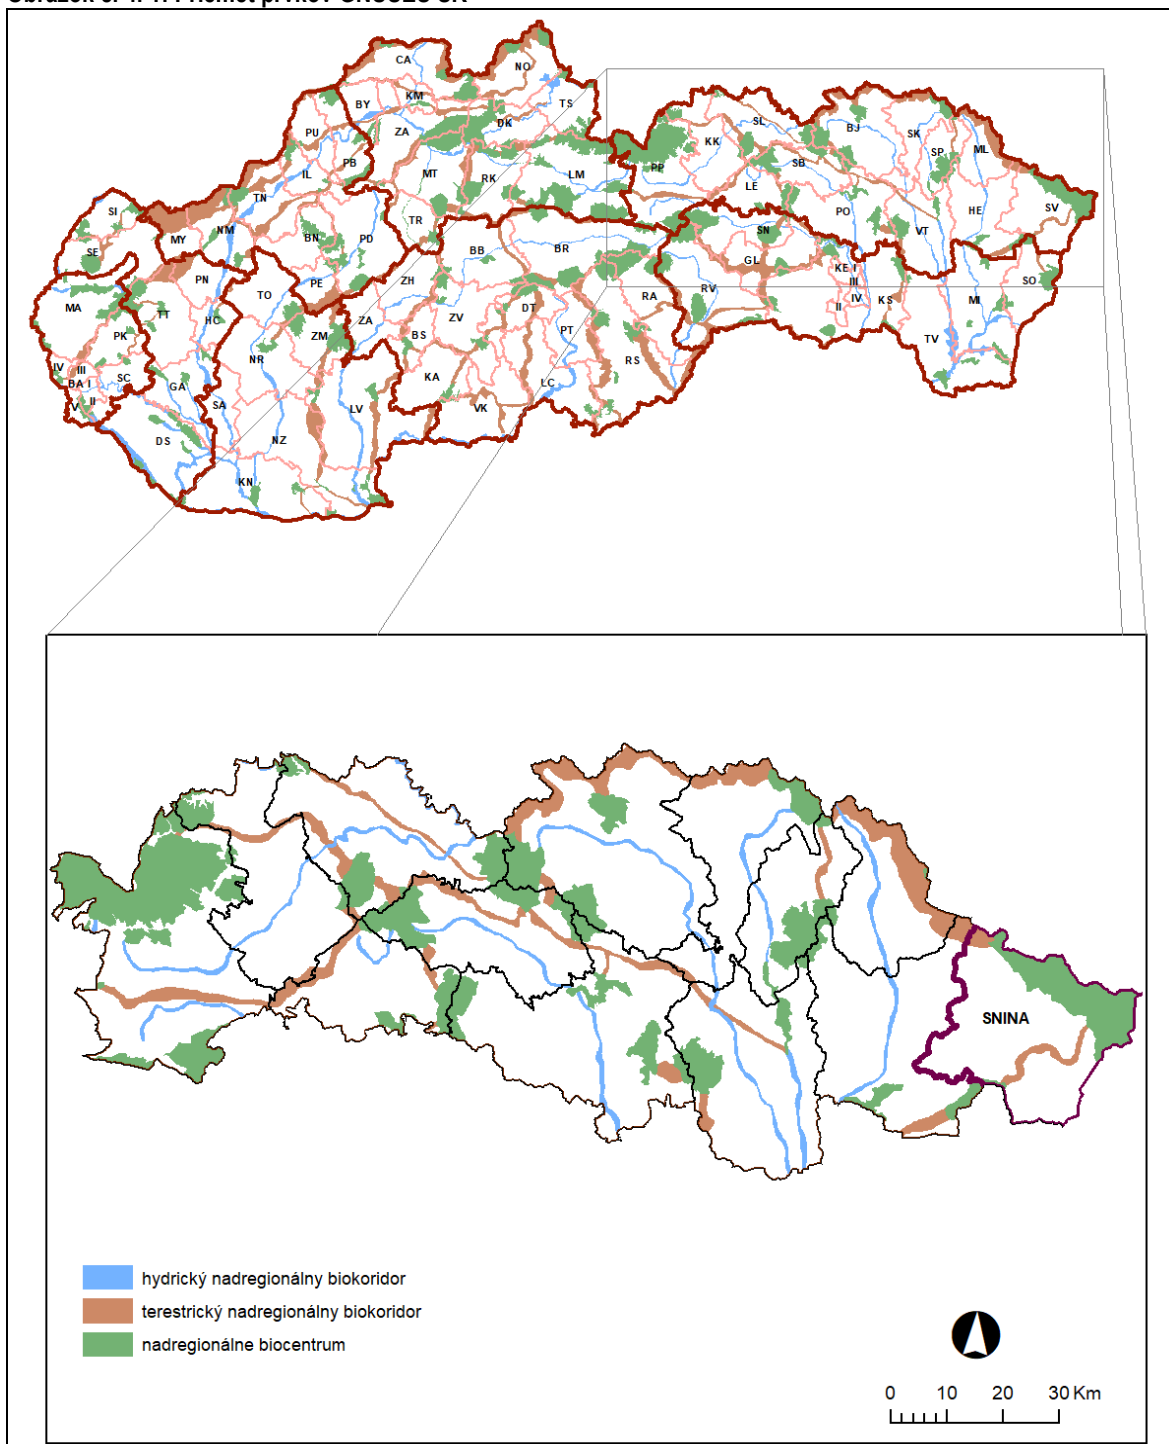 CA
NO
KM
BY
TS
DK
ZA
PU
PB
IL
MT
RK
LM
TN
TR
SI
NM
MY
SE
BN
PD
BB
BR
PN
PE
ZH
MA
TO
TT
HC
ZM
ZA
BS
ZV
DT
PT
PK
NR
IV
III
BA I
SC
GA
KA
LC
V
II
SA
LV
VK
DS
NZ
KN
SL
BJ
SK
KK
SP
ML
PP
SB
LE
PO
HE
SV
SN
VT
GL
KE I
III
SO
RA
RV
II
IV
KS
MI
TV
RS
SNINA
hydrický nadregionálny biokoridor
terestrický nadregionálny biokoridor
nadregionálne biocentrum
0 10 20 30 Km